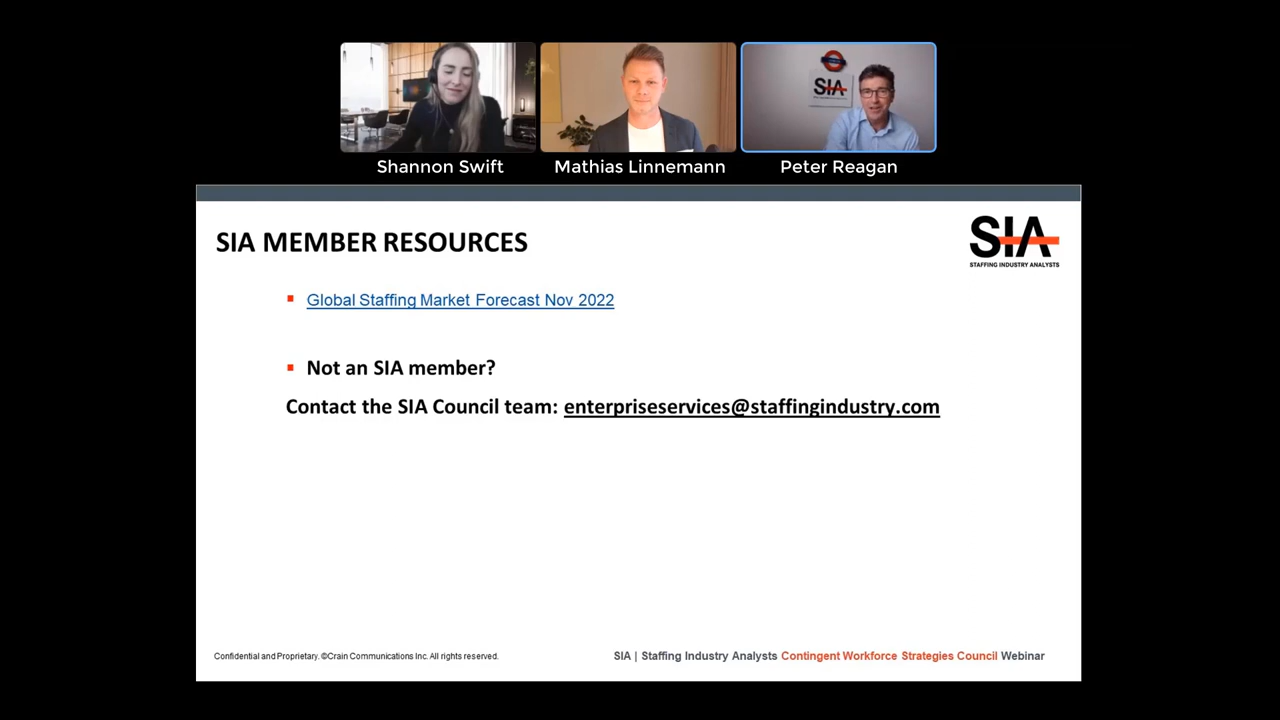 SIA
Shannon Swift
Mathias Linnemann
Peter Reagan
SIA MEMBER RESOURCES
SIA
STAFFING INDUSTRY ANALYSTS
Global Staffing Market Forecast Nov 2022
Not an SIA member?
Contact the SIA Council team: enterpriseservices@staffingindustry.com
Confidential and Proprietary. ©Crain Communications Inc. All rights reserved.
SIA | Staffing Industry Analysts Contingent Workforce Strategies Council Webinar